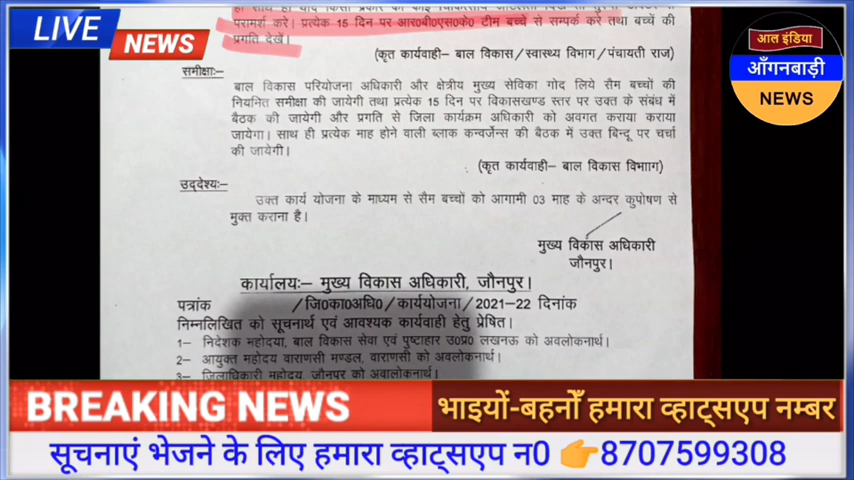 LIVE
NEWS
आल इंडिया
आँगनबाड़ी
NEWS
परामर्श करे। प्रत्येक 15 दिन पर आर0बी0एस0के0 टीम बच्चे से सम्पर्क करे तथा बच्चें की
प्रगति देखें।
(कृत कार्यवाही– बाल विकास/स्वास्थ्य विभाग/पंचायती राज)
समीक्षाः–
बाल विकास परियोजना अधिकारी और क्षेत्रीय मुख्य सेविका गोद लिये सैम बच्चों की
नियमित समीक्षा की जायेगी तथा प्रत्येक 15 दिन पर विकासखण्ड स्तर पर उक्त के संबंध में
बैठक की जायेगी और प्रगति से जिला कार्यक्रम अधिकारी को अवगत कराया कराया
जायेगा। साथ ही प्रत्येक माह होने वाली ब्लाक कन्वर्जेन्स की बैठक में उक्त बिन्दू पर चर्चा
की जायेगी।
(कृत कार्यवाही– बाल विकास विभााग)
उद्देश्यः–
उक्त कार्य योजना के माध्यम से सैम बच्चों को आगामी 03 माह के अन्दर कुपोषण से
मुक्त कराना है।
मुख्य विकास अधिकारी
जौनपुर।
कार्यालयः– मुख्य विकास अधिकारी, जौनपुर।
पत्रांक /जि0का0अधि0/कार्ययोजना/2021-22 दिनांक
निम्नलिखित को सूचनार्थ एवं आवश्यक कार्यवाही हेतु प्रेषित।
1– निदेशक महोदया, बाल विकास सेवा एवं पुष्टाहार उ0प्र0 लखनऊ को अवलोकनार्थ।
2– आयुक्त महोदय वाराणसी मण्डल, वाराणसी को अवलोकनार्थ।
3– जिलाधिकारी महोदय, जौनपुर को अवालोकनार्थ।
BREAKING NEWS
भाइयों-बहनोँ हमारा व्हाट्सएप नम्बर
सूचनाएं भेजने के लिए हमारा व्हाट्सएप न0 👉8707599308